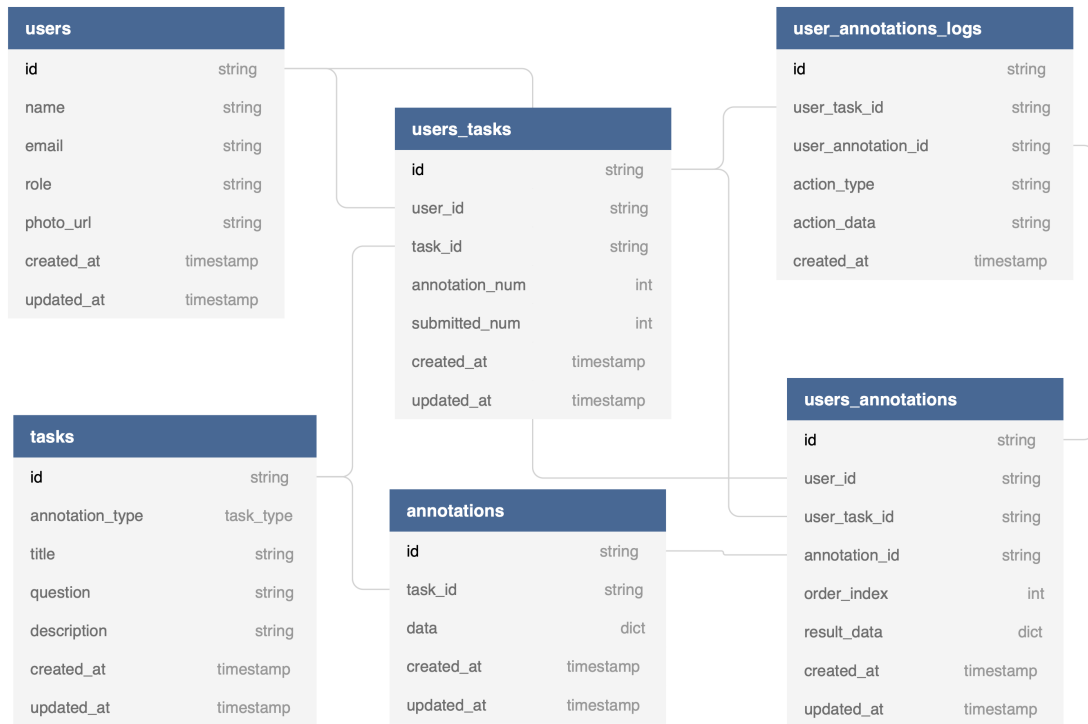 users
id string
name string
email string
role string
photo_url string
created_at timestamp
updated_at timestamp
users_tasks
id string
user_id string
task_id string
annotation_num int
submitted_num int
created_at timestamp
updated_at timestamp
user_annotations_logs
id string
user_task_id string
user_annotation_id string
action_type string
action_data string
created_at timestamp
tasks
id string
annotation_type task_type
title string
question string
description string
created_at timestamp
updated_at timestamp
annotations
id string
task_id string
data dict
created_at timestamp
updated_at timestamp
users_annotations
id string
user_id string
user_task_id string
annotation_id string
order_index int
result_data dict
created_at timestamp
updated_at timestamp